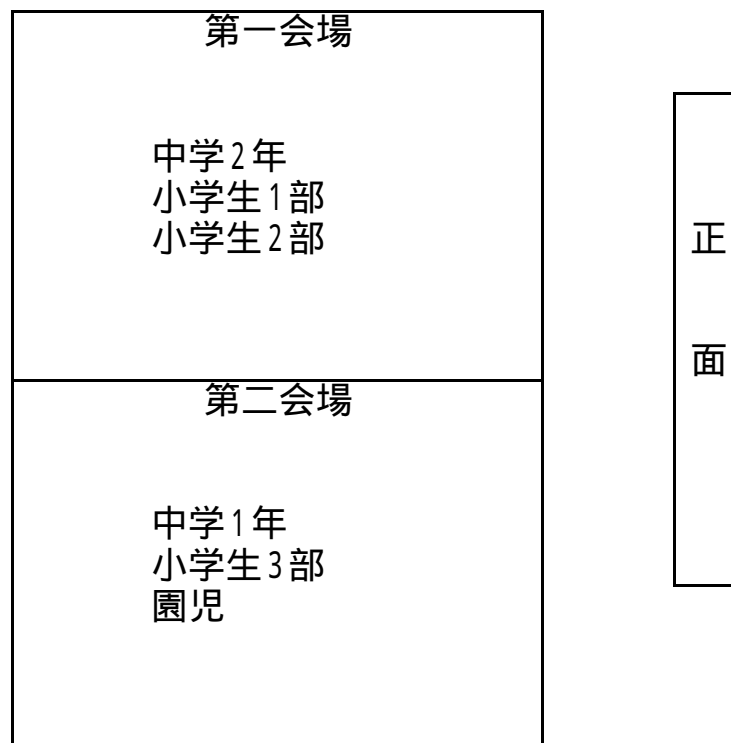 第一会場
中学2年
小学生1部
小学生2部
第二会場
中学1年
小学生3部
園児
正面